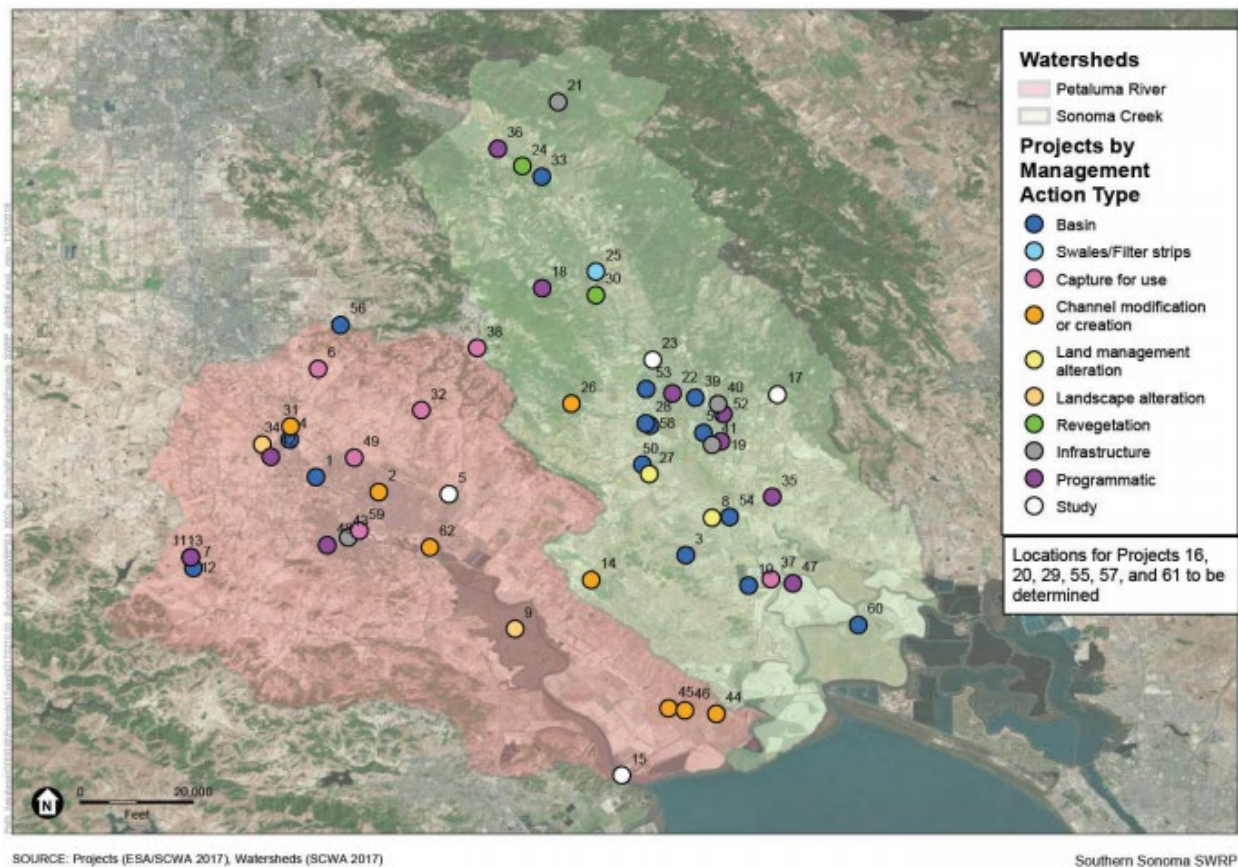 21
36
24
33
25
18
30
56
38
6
23
53
22
39
40
17
26
52
32
28
31
58
41
34
4
19
49
50
27
1
2
5
35
8
54
59
43
62
3
11 13
7
12
14
37
47
60
9
45
46
44
15
Watersheds
Petaluma River
Sonoma Creek
Projects by
Management
Action Type
Basin
Swales/Filter strips
Capture for use
Channel modification
or creation
Land management
alteration
Landscape alteration
Revegetation
Infrastructure
Programmatic
Study
Locations for Projects 16,
20, 29, 55, 57, and 61 to be
determined
N
0 20,000
Feet
SOURCE: Projects (ESA/SCWA 2017), Watersheds (SCWA 2017)
Southern Sonoma SWRP